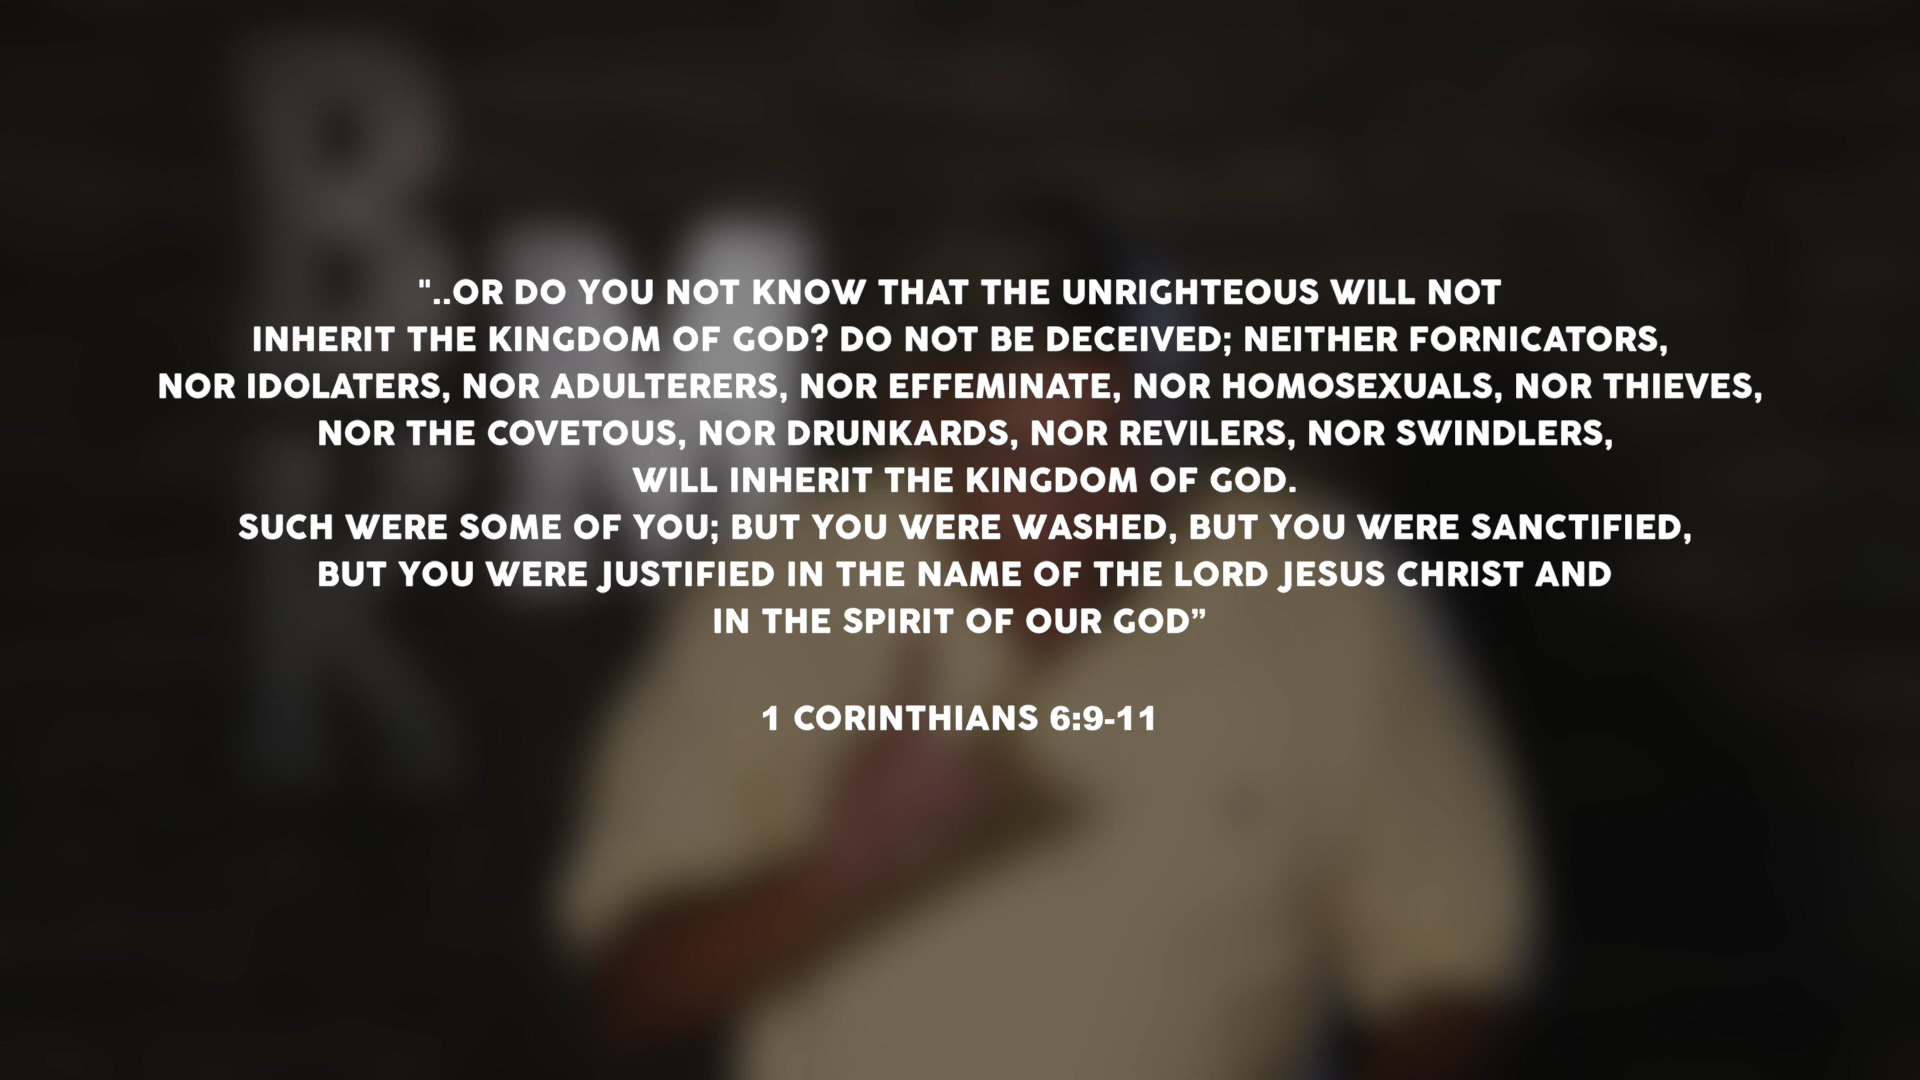 "..OR DO YOU NOT KNOW THAT THE UNRIGHTEOUS WILL NOT
INHERIT THE KINGDOM OF GOD? DO NOT BE DECEIVED; NEITHER FORNICATORS,
NOR IDOLATERS, NOR ADULTERERS, NOR EFFEMINATE, NOR HOMOSEXUALS, NOR THIEVES,
NOR THE COVETOUS, NOR DRUNKARDS, NOR REVILERS, NOR SWINDLERS,
WILL INHERIT THE KINGDOM OF GOD.
SUCH WERE SOME OF YOU; BUT YOU WERE WASHED, BUT YOU WERE SANCTIFIED,
BUT YOU WERE JUSTIFIED IN THE NAME OF THE LORD JESUS CHRIST AND
IN THE SPIRIT OF OUR GOD”
1 CORINTHIANS 6:9-11